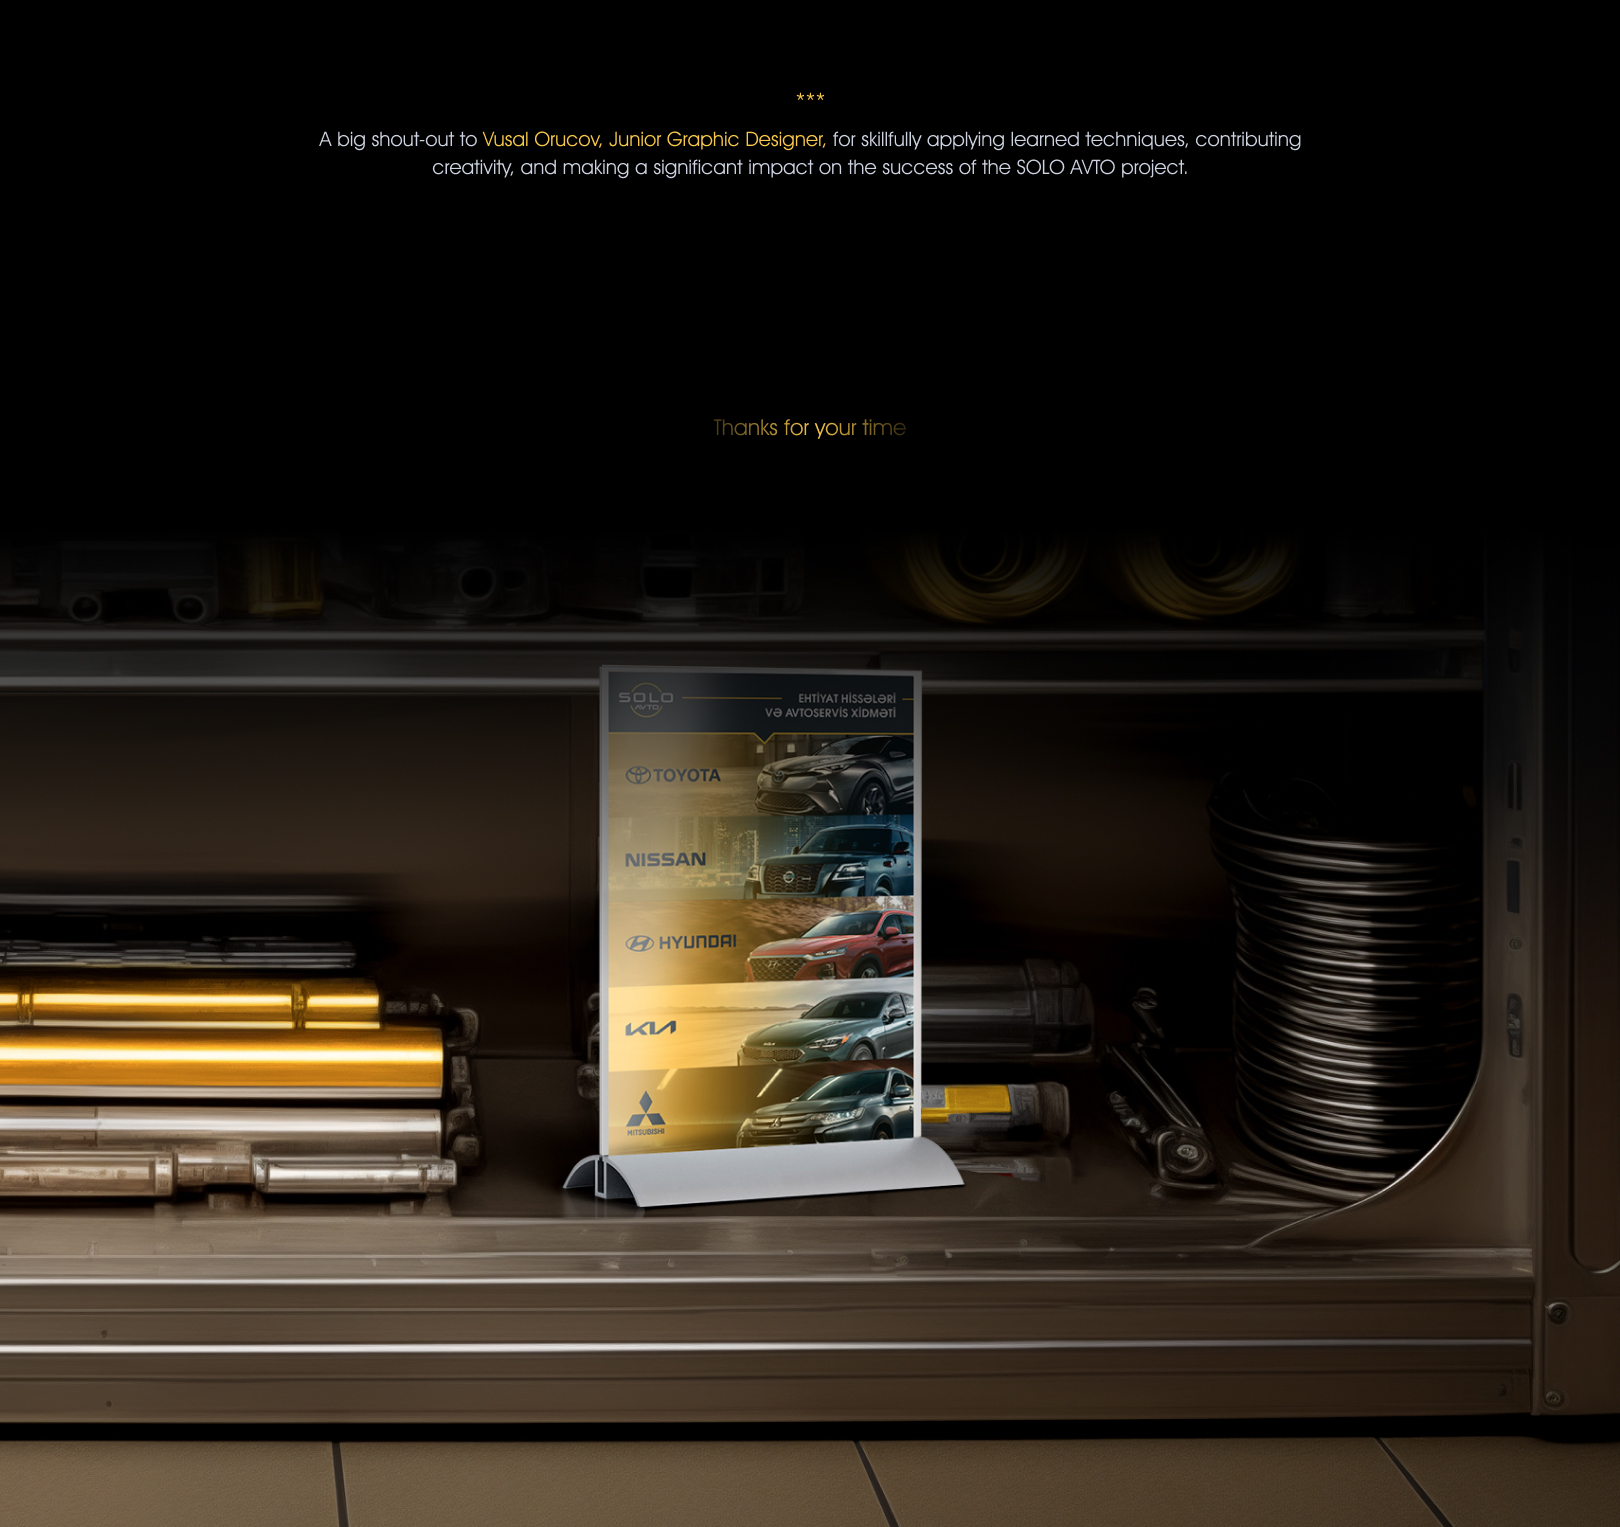 ***
A big shout-out to Vusal Orucov, Junior Graphic Designer, for skillfully applying learned techniques, contributing
creativity, and making a significant impact on the success of the SOLO AVTO project.
Thanks for your time
SOLO
AVTO
EHTİYAT HİSSƏLƏRİ
VƏ AVTOSERVİS XİDMƏTİ
TOYOTA
NISSAN
HYUNDAI
KIA
MITSUBISHI